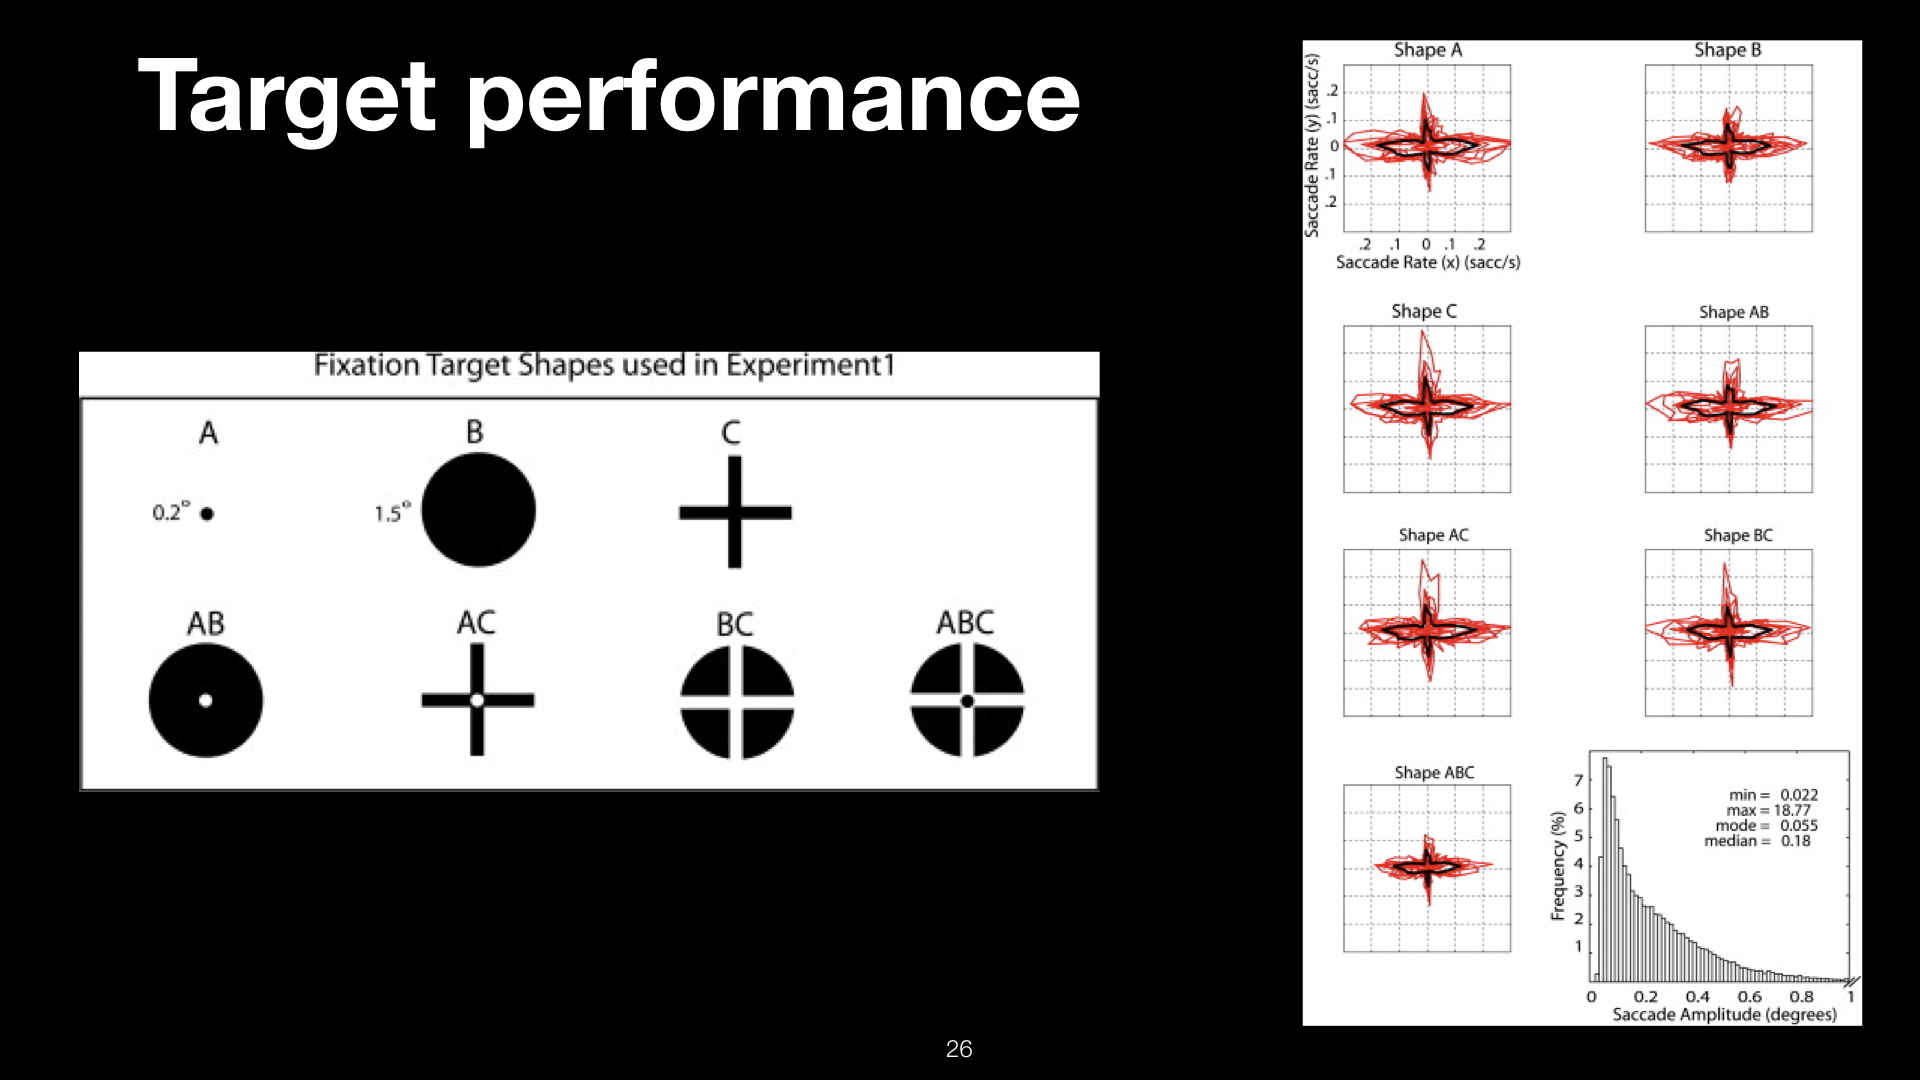 Target performance
Fixation Target Shapes used in Experiment1
A
B
C
0.2°
1.5°
AB
AC
BC
ABC
Shape A
Saccade Rate (y) (sacc/s)
.2
.1
0
.1
.2
.2 .1 0 .1 .2
Saccade Rate (x) (sacc/s)
Shape B
Shape C
Shape AB
Shape AC
Shape BC
Shape ABC
Frequency (%)
7
6
5
4
3
2
1
min = 0.022
max = 18.77
mode = 0.055
median = 0.18
0 0.2 0.4 0.6 0.8 1
Saccade Amplitude (degrees)
26